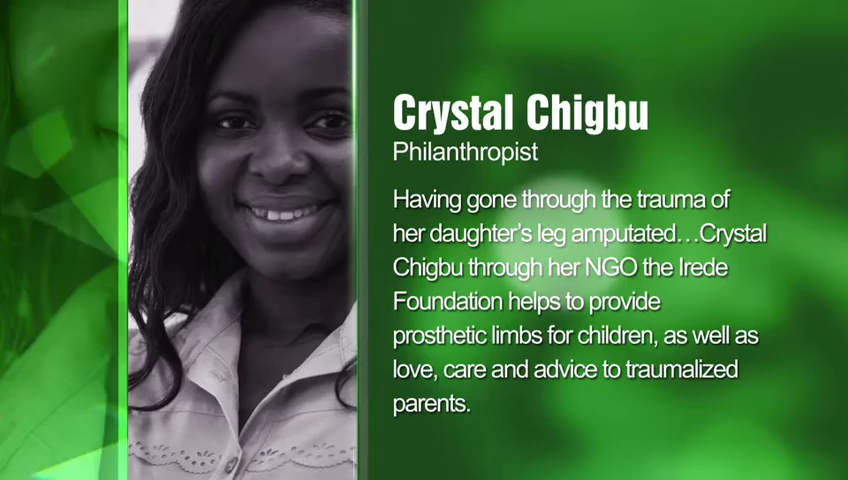 Crystal Chigbu
Philanthropist
Having gone through the trauma of
her daughter's leg amputated...Crystal
Chigbu through her NGO the Irede
Foundation helps to provide
prosthetic limbs for children, as well as
love, care and advice to traumalized
parents.